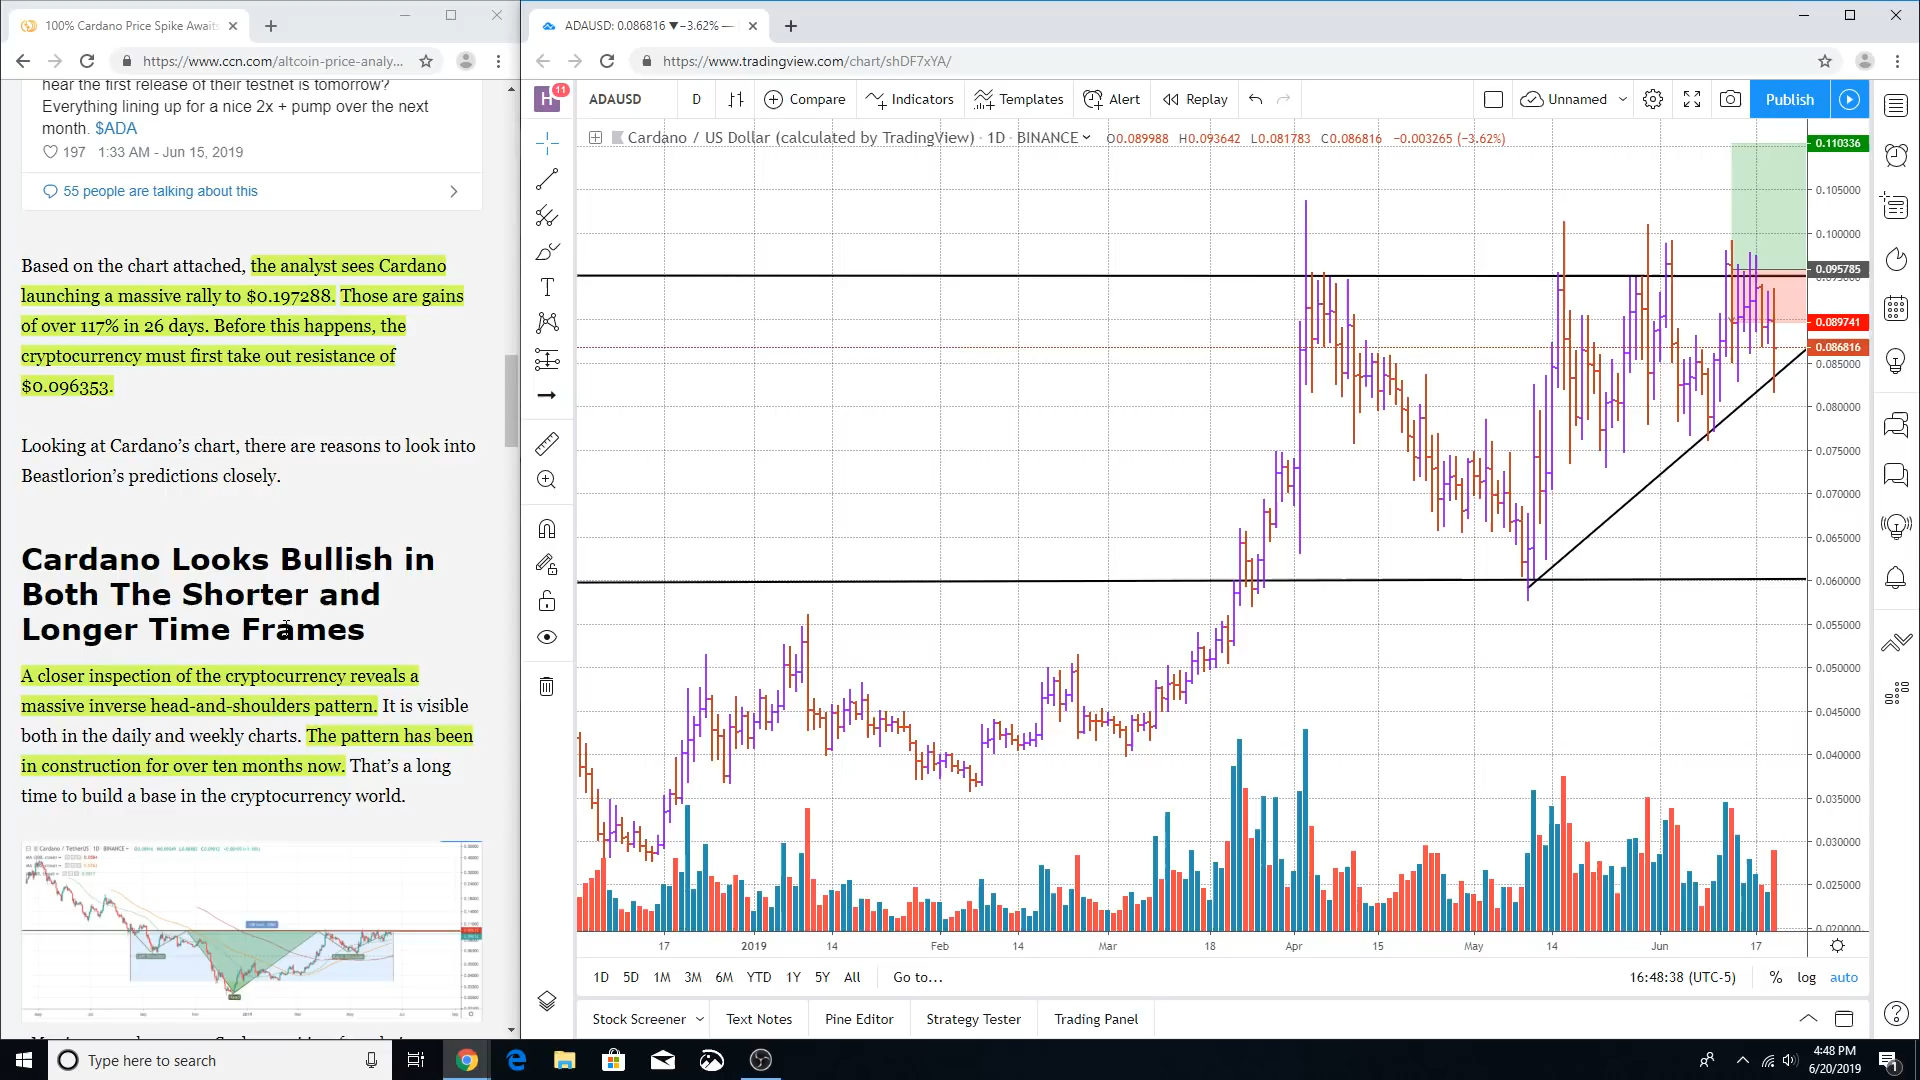 100% Cardano Price Spike Await
https://www.ccn.com/altcoin-price-analy...
hear the first release of their testnet is tomorrow?
Everything lining up for a nice 2x + pump over the next
month. $ADA
197 1:33 AM - Jun 15, 2019
55 people are talking about this
Based on the chart attached, the analyst sees Cardano
launching a massive rally to $0.197288. Those are gains
of over 117% in 26 days. Before this happens, the
cryptocurrency must first take out resistance of
$0.096353.
Looking at Cardano's chart, there are reasons to look into
Beastlorion's predictions closely.
Cardano Looks Bullish in
Both The Shorter and
Longer Time Frames
A closer inspection of the cryptocurrency reveals a
massive inverse head-and-shoulders pattern. It is visible
both in the daily and weekly charts. The pattern has been
in construction for over ten months now. That's a long
time to build a base in the cryptocurrency world.
ADAUSD: 0.086816 ▼−3.62% —
https://www.tradingview.com/chart/shDF7xYA/
H 11
ADAUSD D Compare Indicators Templates Alert Replay Unnamed Publish
Cardano / US Dollar (calculated by TradingView) · 1D · BINANCE O0.089988 H0.093642 L0.081783 C0.086816 -0.003265 (−3.62%)
0.110336
0.105000
0.100000
0.095785
0.089741
0.086816
0.085000
0.080000
0.075000
0.070000
0.065000
0.060000
0.055000
0.050000
0.045000
0.040000
0.035000
0.030000
0.025000
0.020000
17 2019 14 Feb 14 Mar 18 Apr 15 May 14 Jun 17
1D 5D 1M 3M 6M YTD 1Y 5Y All Go to... 16:48:38 (UTC-5) % log auto
Stock Screener Text Notes Pine Editor Strategy Tester Trading Panel
Type here to search
4:48 PM
6/20/2019
1